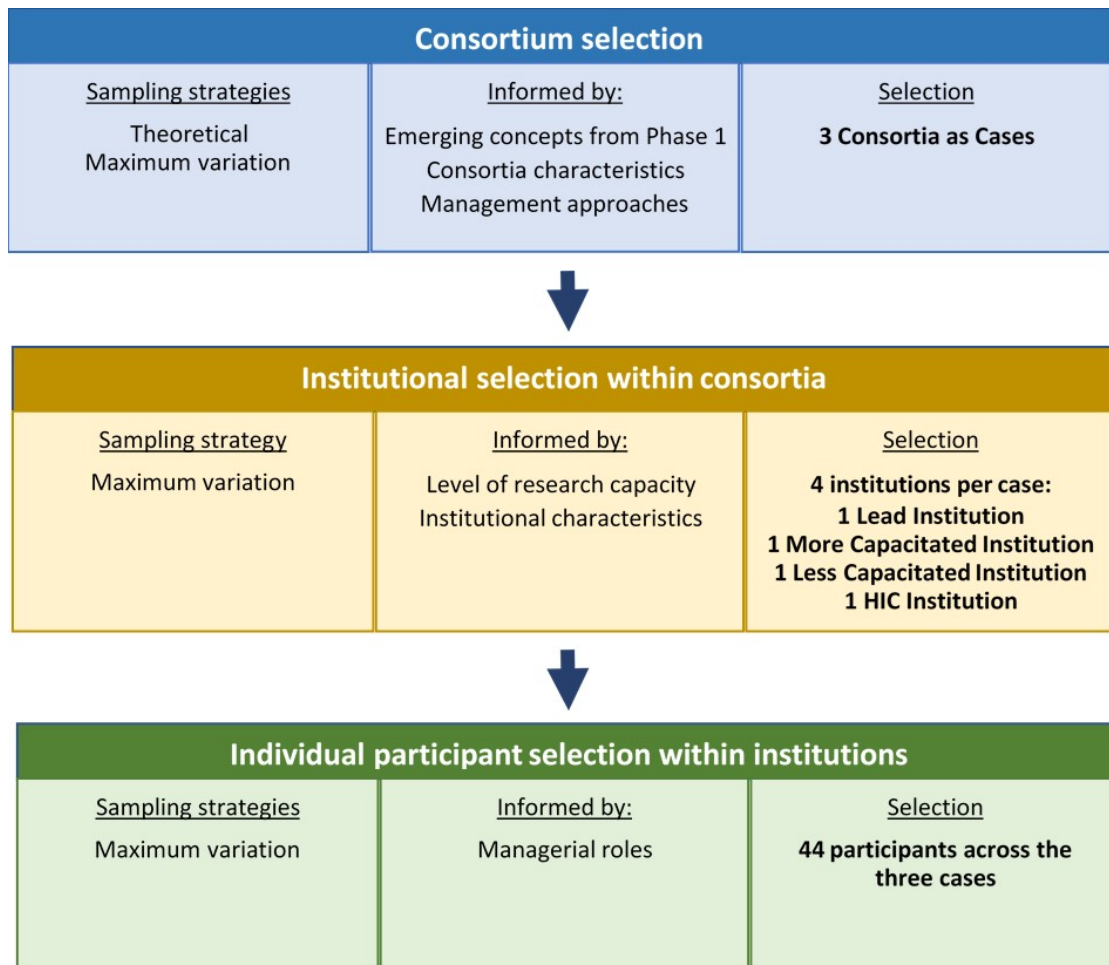 Consortium selection
Sampling strategies
Theoretical
Maximum variation
Informed by:
Emerging concepts from Phase 1
Consortia characteristics
Management approaches
Selection
3 Consortia as Cases
Institutional selection within consortia
Sampling strategy
Maximum variation
Informed by:
Level of research capacity
Institutional characteristics
Selection
4 institutions per case:
1 Lead Institution
1 More Capacitated Institution
1 Less Capacitated Institution
1 HIC Institution
Individual participant selection within institutions
Sampling strategies
Maximum variation
Informed by:
Managerial roles
Selection
44 participants across the
three cases